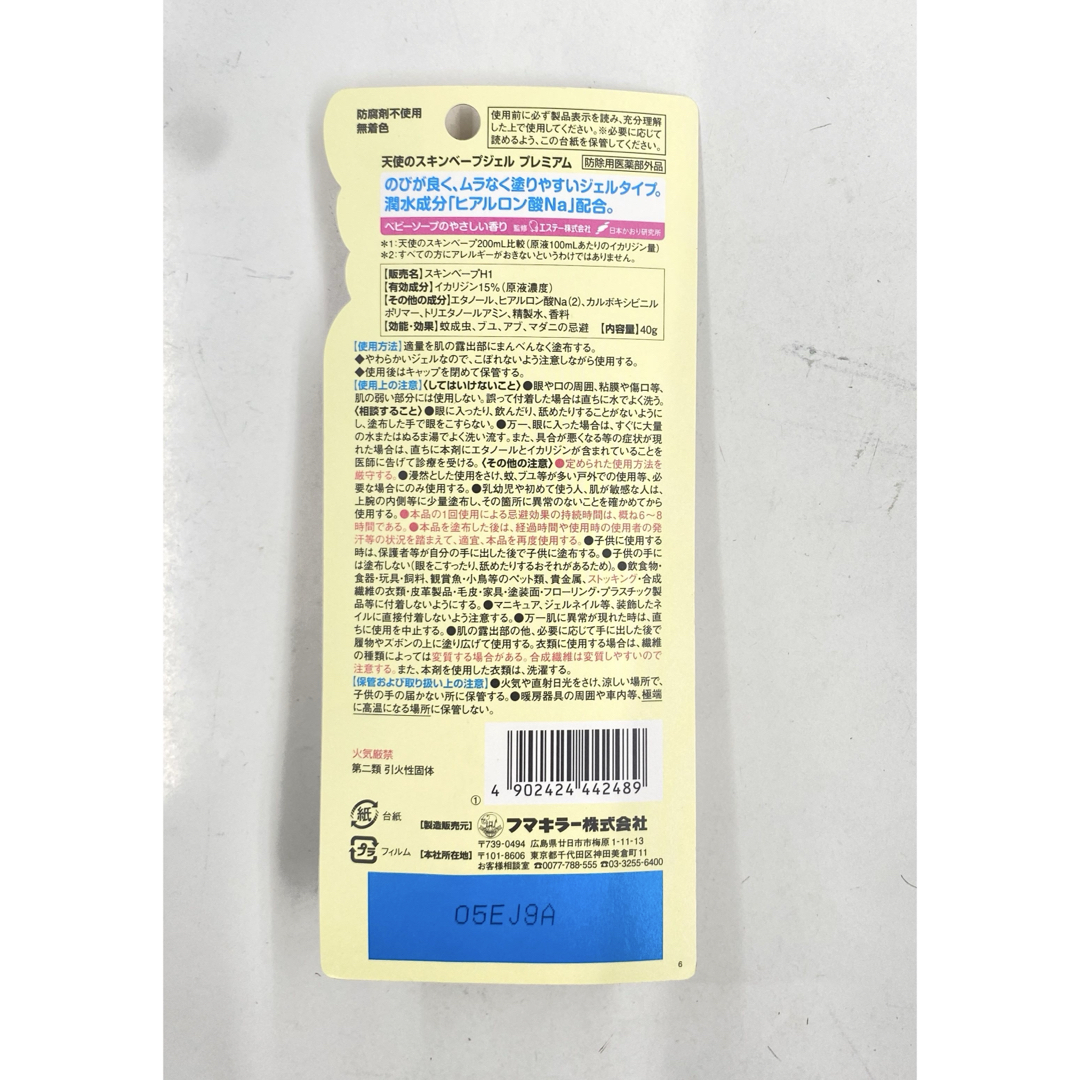 防腐剤不使用
無着色
使用前に必ず製品表示を読み、充分理解
した上で使用してください。※必要に応じて
読めるよう、この台紙を保管してください。
天使のスキンベープジェル プレミアム 防除用医薬部外品
のびが良く、ムラなく塗りやすいジェルタイプ。
潤水成分「ヒアルロン酸Na」配合。
ベビーソープのやさしい香り 監修 エステー株式会社 日本かおり研究所
*1:天使のスキンベープ200mL比較(原液100mLあたりのイカリジン量)
*2:すべての方にアレルギーがおきないというわけではありません。
【販売名】スキンベープH1
【有効成分】イカリジン15%(原液濃度)
【その他の成分】エタノール、ヒアルロン酸Na(2)、カルボキシビニル
ポリマー、トリエタノールアミン、精製水、香料
【効能・効果】蚊成虫、ブユ、アブ、マダニの忌避 【内容量】40g
【使用方法】適量を肌の露出部にまんべんなく塗布する。
◆やわらかいジェルなので、こぼれないよう注意しながら使用する。
◆使用後はキャップを閉めて保管する。
【使用上の注意】〈してはいけないこと〉●眼や口の周囲、粘膜や傷口等、
肌の弱い部分には使用しない。誤って付着した場合は直ちに水でよく洗う。
〈相談すること〉●眼に入ったり、飲んだり、舐めたりすることがないように
し、塗布した手で眼をこすらない。●万一、眼に入った場合は、すぐに大量
の水またはぬるま湯でよく洗い流す。また、具合が悪くなる等の症状が現
れた場合は、直ちに本剤にエタノールとイカリジンが含まれていることを
医師に告げて診療を受ける。〈その他の注意〉●定められた使用方法を
厳守する。●漫然とした使用をさけ、蚊、ブユ等が多い戸外での使用等、必
要な場合にのみ使用する。●乳幼児や初めて使う人、肌が敏感な人は、
上腕の内側等に少量塗布し、その箇所に異常のないことを確かめてから
使用する。●本品の1回使用による忌避効果の持続時間は、概ね6～8
時間である。●本品を塗布した後は、経過時間や使用時の使用者の発
汗等の状況を踏まえて、適宜、本品を再度使用する。●子供に使用する
時は、保護者等が自分の手に出した後で子供に塗布する。●子供の手に
は塗布しない(眼をこすったり、舐めたりするおそれがあるため)。●飲食物・
食器・玩具・飼料、観賞魚・小鳥等のペット類、貴金属、ストッキング・合成
繊維の衣類・皮革製品・毛皮・家具・塗装面・フローリング・プラスチック製
品等に付着しないようにする。●マニキュア、ジェルネイル等、装飾したネ
イルに直接付着しないよう注意する。●万一肌に異常が現れた時は、直
ちに使用を中止する。●肌の露出部の他、必要に応じて手に出した後で
履物やズボンの上に塗り広げて使用する。衣類に使用する場合は、繊維
の種類によっては変質する場合がある。合成繊維は変質しやすいので
注意する。また、本剤を使用した衣類は、洗濯する。
【保管および取り扱い上の注意】●火気や直射日光をさけ、涼しい場所で、
子供の手の届かない所に保管する。●暖房器具の周囲や車内等、極端
に高温になる場所に保管しない。
火気厳禁
第二類 引火性固体
4 902424 442489
①
紙 台紙
プラ フィルム
【製造販売元】 フマキラー株式会社
〒739-0494 広島県廿日市市梅原1-11-13
【本社所在地】 〒101-8606 東京都千代田区神田美倉町11
お客様相談室 ☎0077-788-555 ☎03-3255-6400
05EJ9A
6